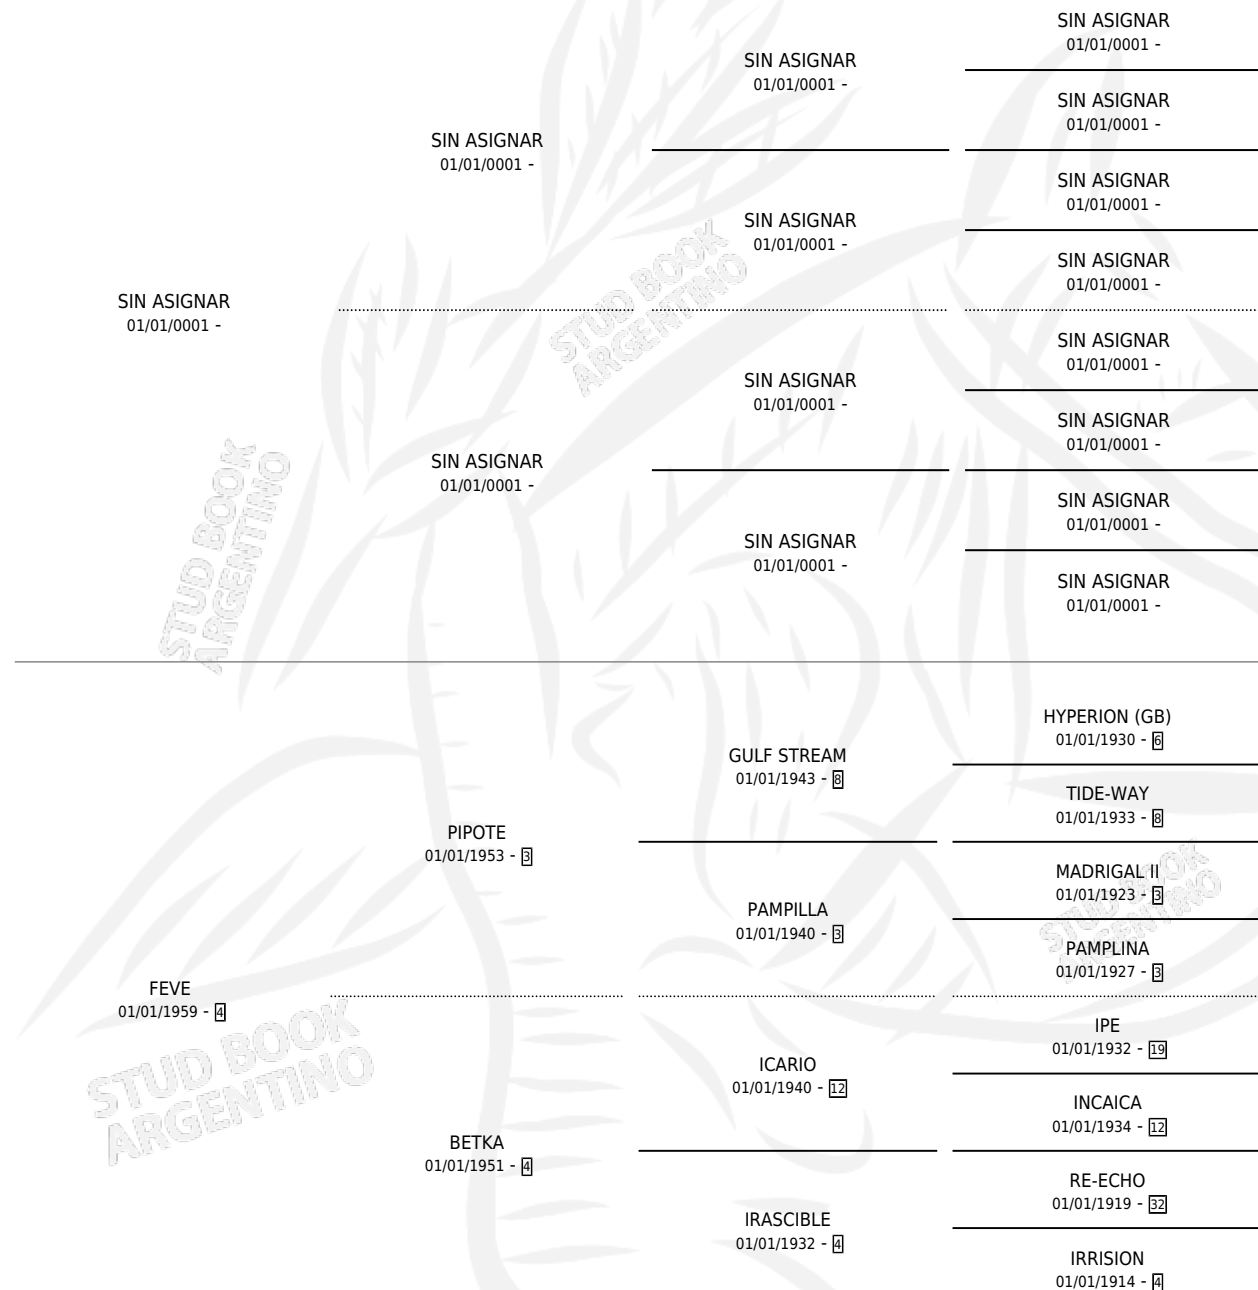 SIN ASIGNAR
01/01/0001 -
SIN ASIGNAR
01/01/0001 -
SIN ASIGNAR
01/01/0001 -
SIN ASIGNAR
01/01/0001 -
SIN ASIGNAR
01/01/0001 -
SIN ASIGNAR
01/01/0001 -
SIN ASIGNAR
01/01/0001 -
STUD BOOK
ARGENTINO
SIN ASIGNAR
01/01/0001 -
SIN ASIGNAR
01/01/0001 -
SIN ASIGNAR
01/01/0001 -
SIN ASIGNAR
01/01/0001 -
SIN ASIGNAR
01/01/0001 -
SIN ASIGNAR
01/01/0001 -
STUD BOOK
ARGENTINO
SIN ASIGNAR
01/01/0001 -
SIN ASIGNAR
01/01/0001 -
HYPERION (GB)
01/01/1930 - 6
GULF STREAM
01/01/1943 - 8
TIDE-WAY
01/01/1933 - 8
PIPOTE
01/01/1953 - 3
MADRIGAL II
01/01/1923 - 3
STUD BOOK
ARGENTINO
PAMPILLA
01/01/1940 - 3
PAMPLINA
01/01/1927 - 3
FEVE
01/01/1959 - 4
STUD BOOK
ARGENTINO
IPE
01/01/1932 - 19
ICARIO
01/01/1940 - 12
INCAICA
01/01/1934 - 12
BETKA
01/01/1951 - 4
RE-ECHO
01/01/1919 - 32
IRASCIBLE
01/01/1932 - 4
IRRISION
01/01/1914 - 4